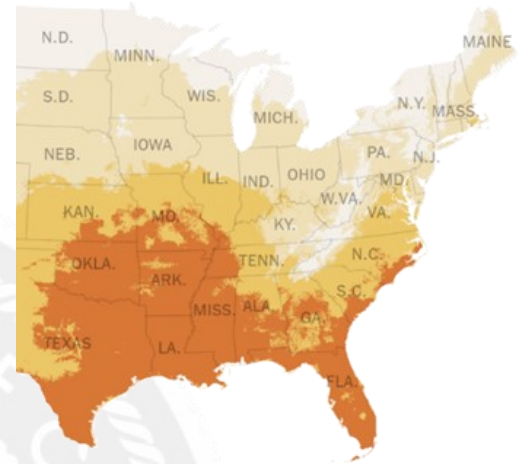 N.D.
MINN.
MAINE
S.D.
WIS.
MICH.
N.Y.
MASS.
NEB.
IOWA
ILL.
IND.
OHIO
PA.
N.J.
MD.
W.VA.
KAN.
MO.
KY.
VA.
OKLA.
ARK.
TENN.
N.C.
S.C.
TEXAS
LA.
MISS.
ALA.
GA.
FLA.